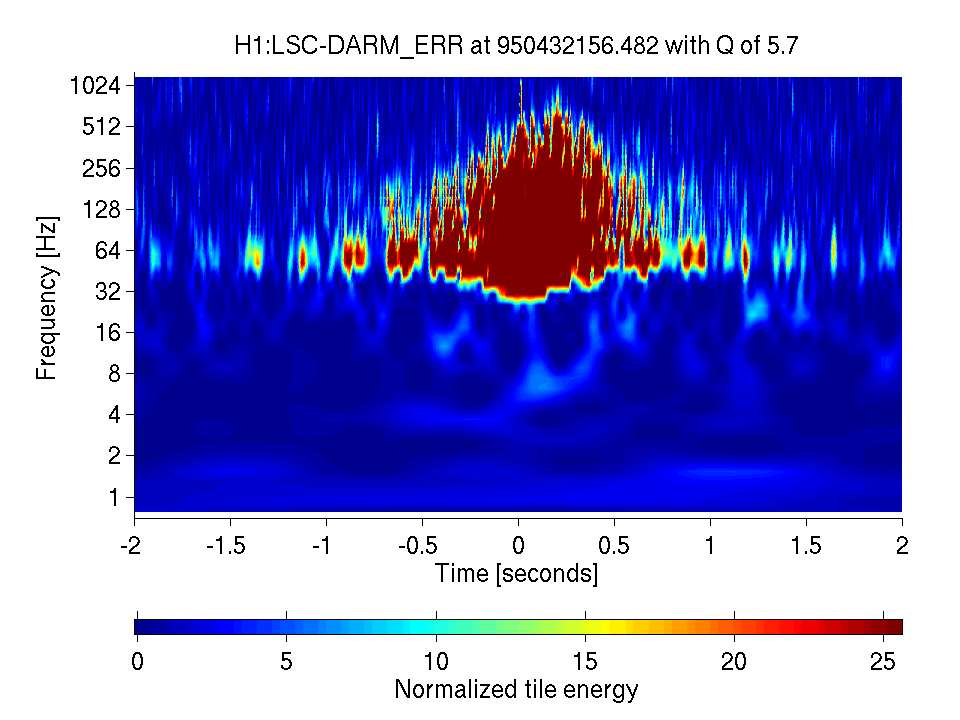 H1:LSC-DARM_ERR at 950432156.482 with Q of 5.7
1024
512
256
128
64
32
16
8
4
2
1
Frequency [Hz]
-2 -1.5 -1 -0.5 0 0.5 1 1.5 2
Time [seconds]
0 5 10 15 20 25
Normalized tile energy